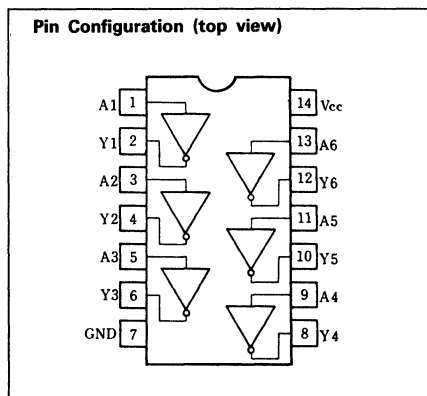 Pin Configuration (top view)
A1 1 14 Vcc
Y1 2 13 A6
A2 3 12 Y6
Y2 4 11 A5
A3 5 10 Y5
Y3 6 9 A4
GND 7 8 Y4